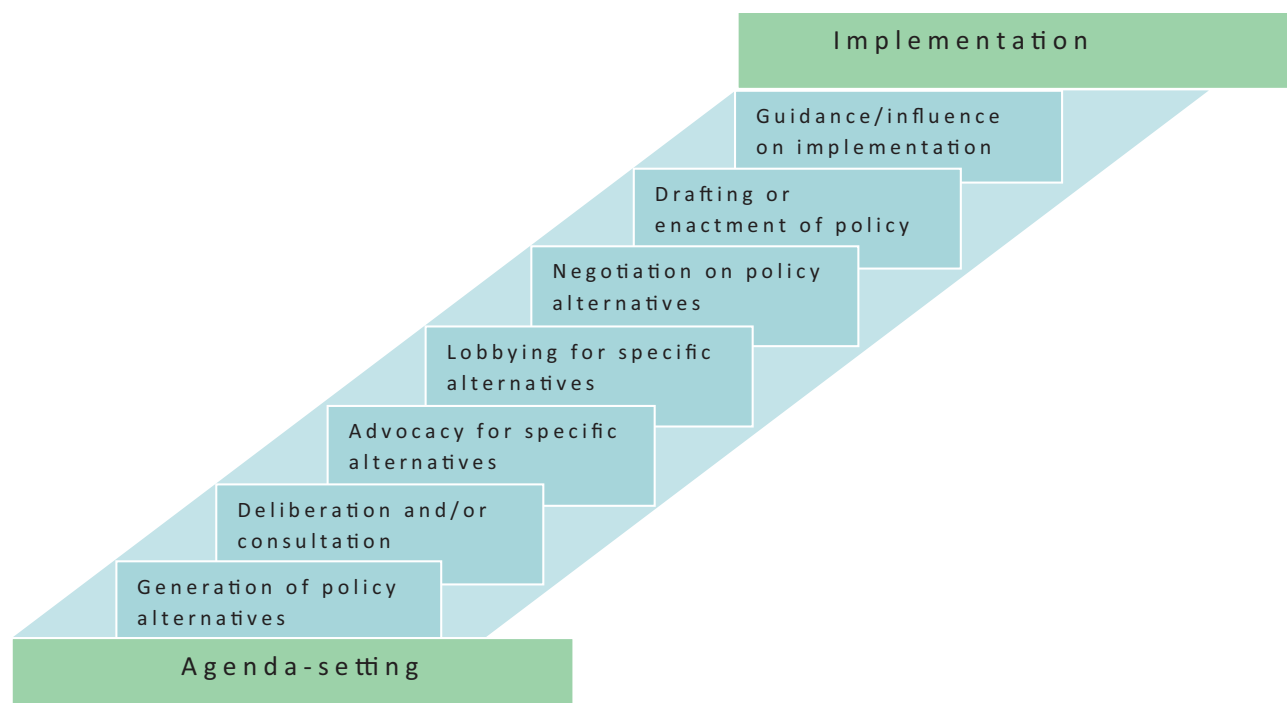 Implementation
Guidance/influence
on implementation
Drafting or
enactment of policy
Negotiation on policy
alternatives
Lobbying for specific
alternatives
Advocacy for specific
alternatives
Deliberation and/or
consultation
Generation of policy
alternatives
Agenda-setting